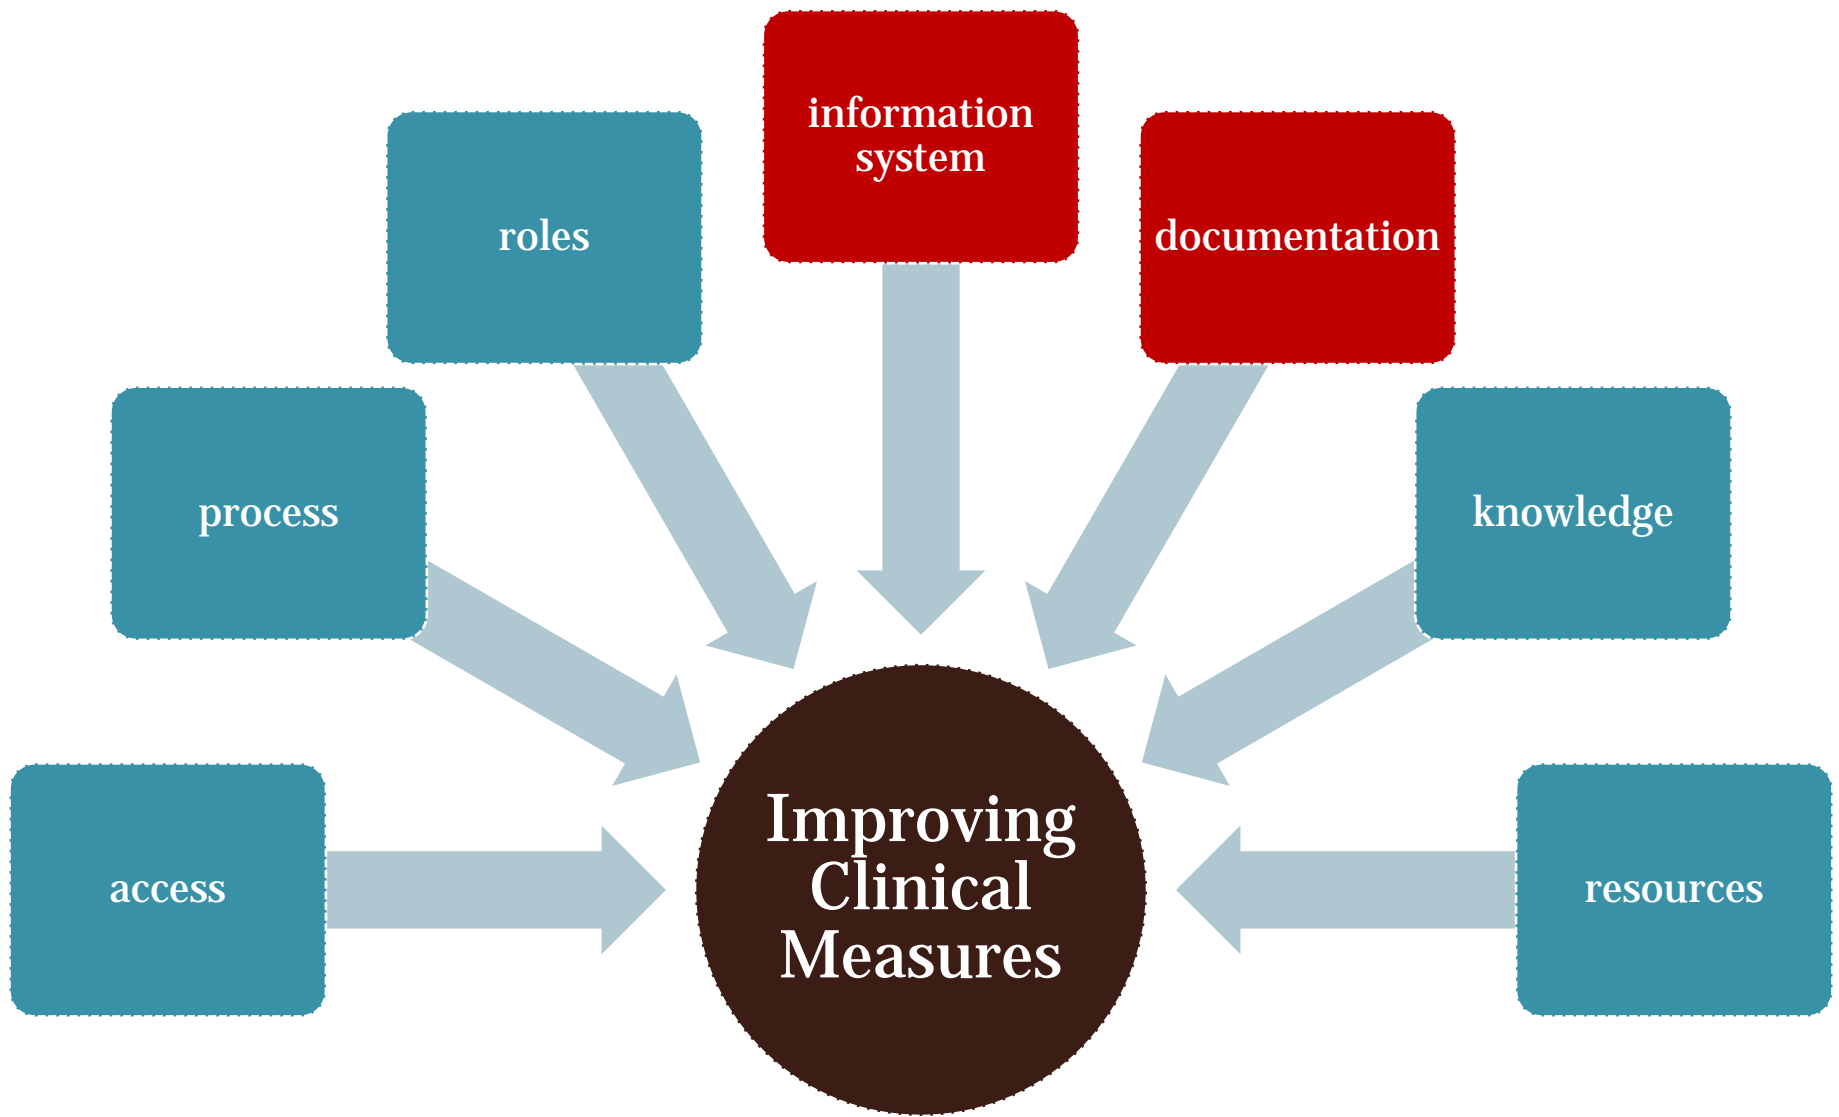 information
system
roles
documentation
process
knowledge
Improving
Clinical
Measures
access
resources